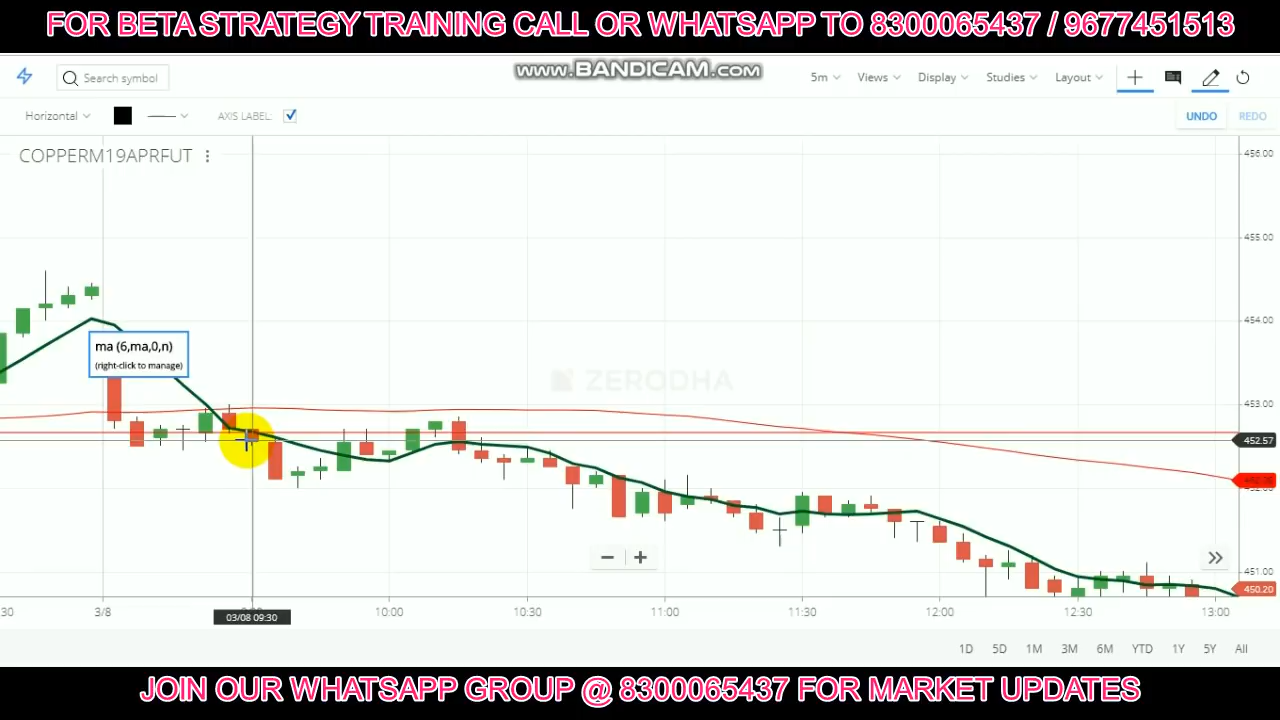 FOR BETA STRATEGY TRAINING CALL OR WHATSAPP TO 8300065437 / 9677451513
www.BANDICAM.com
Search symbol
5m Views Display Studies Layout
Horizontal AXIS LABEL: UNDO REDO
COPPERM19APRFUT
456.00
455.00
454.00
ma (6,ma,0,n)
(right-click to manage)
ZERODHA
453.00
452.57
451.00
450.20
:30 3/8 10:00 10:30 11:00 11:30 12:00 12:30 13:00
03/08 09:30
1D 5D 1M 3M 6M YTD 1Y 5Y All
JOIN OUR WHATSAPP GROUP @ 8300065437 FOR MARKET UPDATES